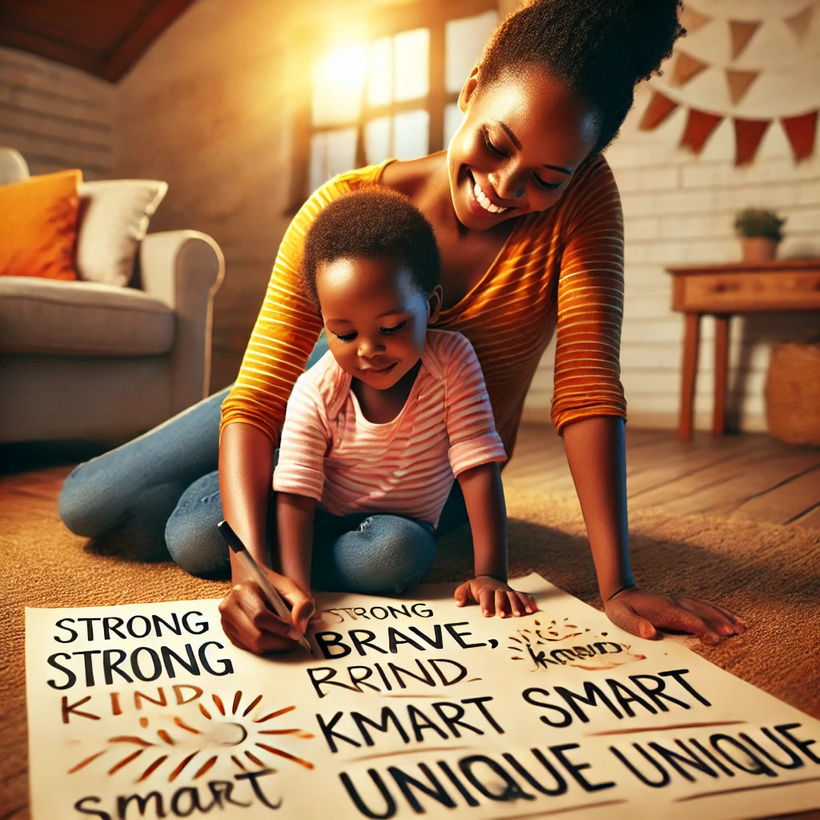 STRONG
STRONG
KIND
Smart
STRONG
BRAVE,
RRIND
KMART SMART
UNIQUE UNIQUE